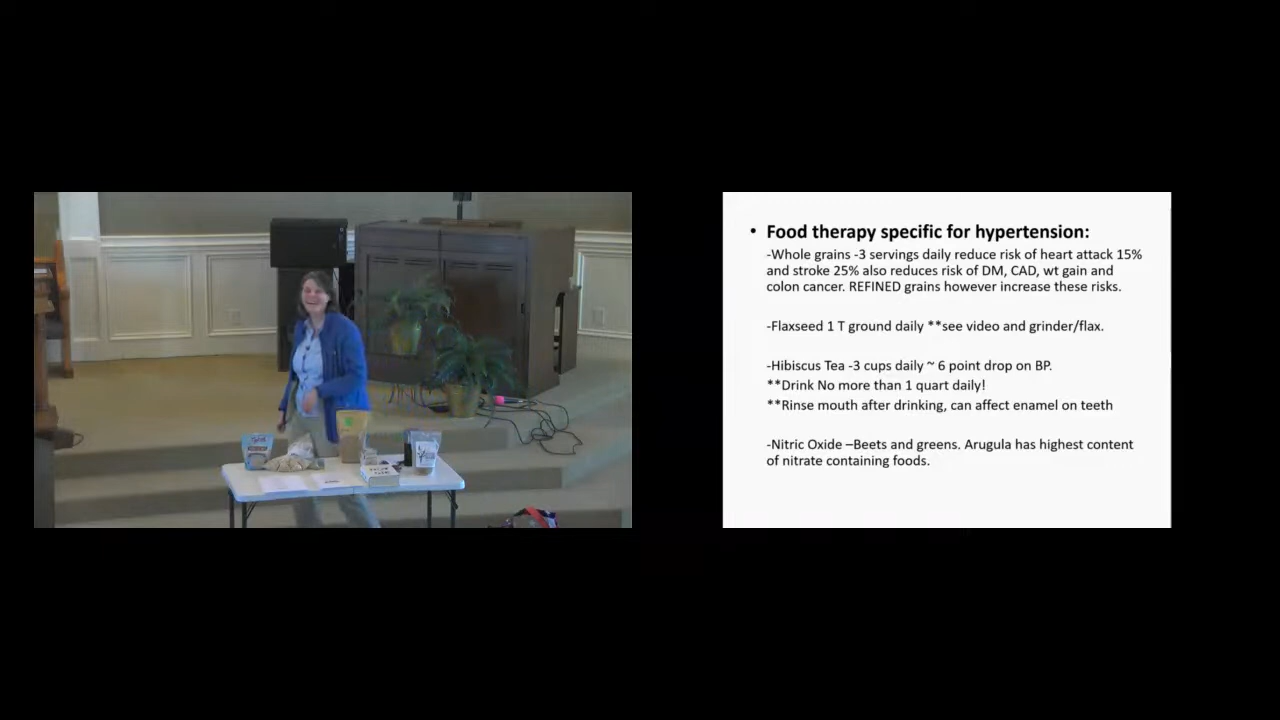 • Food therapy specific for hypertension:
-Whole grains -3 servings daily reduce risk of heart attack 15%
and stroke 25% also reduces risk of DM, CAD, wt gain and
colon cancer. REFINED grains however increase these risks.
-Flaxseed 1 T ground daily **see video and grinder/flax.
-Hibiscus Tea -3 cups daily ~ 6 point drop on BP.
**Drink No more than 1 quart daily!
**Rinse mouth after drinking, can affect enamel on teeth
-Nitric Oxide –Beets and greens. Arugula has highest content
of nitrate containing foods.